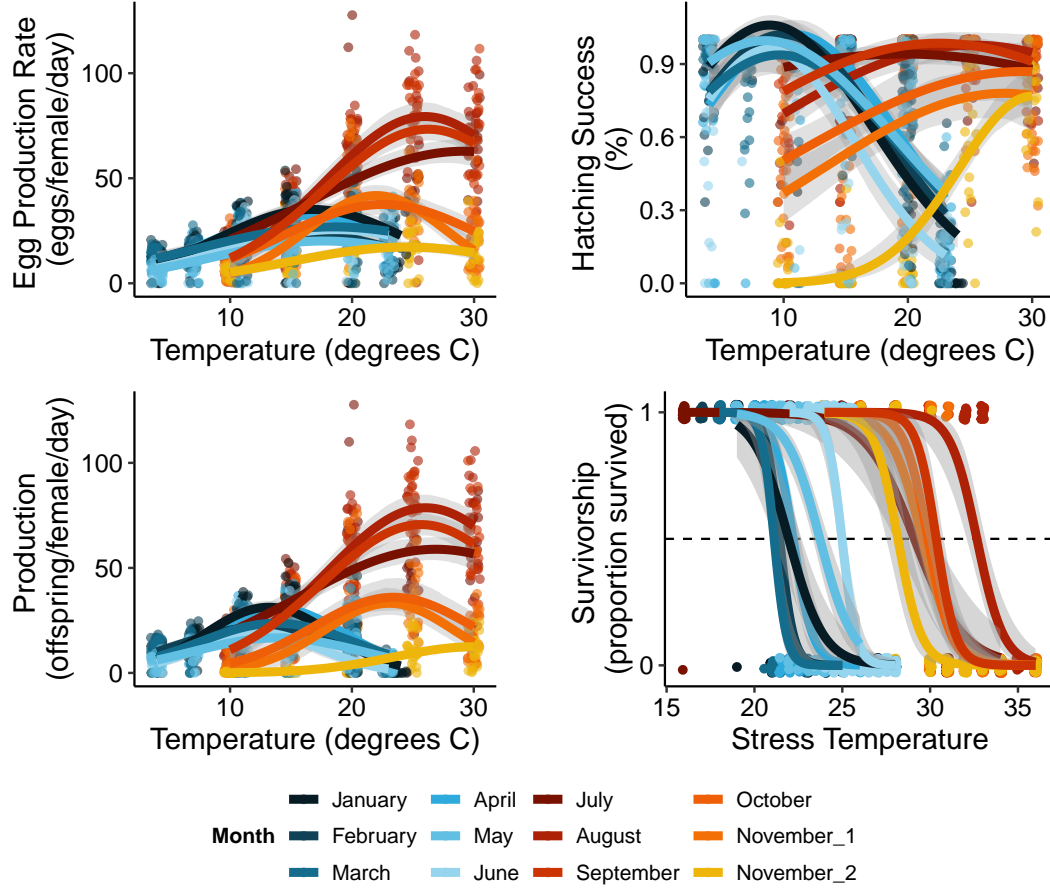 Egg Production Rate
(eggs/female/day)
100
50
0
10 20 30
Temperature (degrees C)
Hatching Success
(%)
0.9
0.6
0.3
0.0
10 20 30
Temperature (degrees C)
Production
(offspring/female/day)
100
50
0
10 20 30
Temperature (degrees C)
Survivorship
(proportion survived)
1
0
15 20 25 30 35
Stress Temperature
Month
January April July October
February May August November_1
March June September November_2